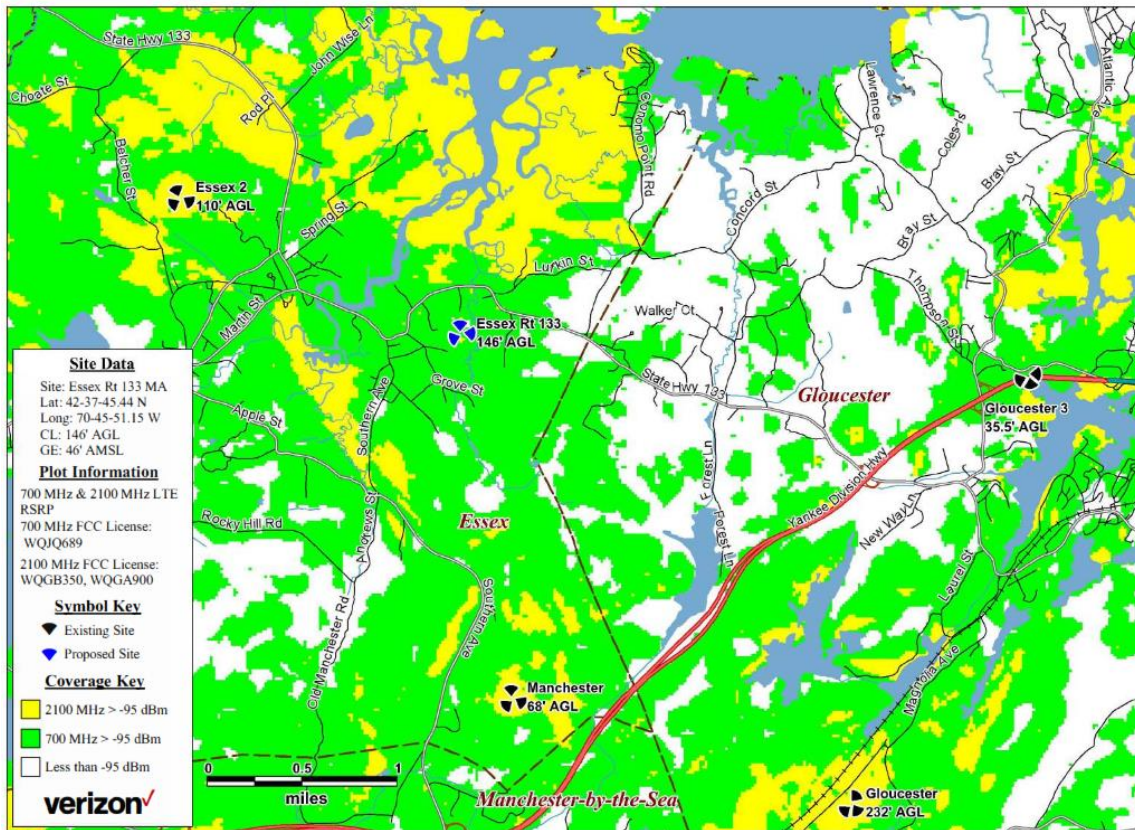 State Hwy 133
John Wise Ln
Choate St
Rod Pl
Belcher St
Essex 2
110' AGL
Spring St
Martin St
Conomo Point Rd
Lawrence Ct
Coles-Is
Atlantic Ave
Bray St
Concord St
Bray St
Lufkin St
Thompson St
Walker Ct
Essex Rt 133
146' AGL
Grove St
State Hwy 133
Gloucester
Gloucester 3
35.5' AGL
Apple St
Southern Ave
Forest Ln
Yankee Division Hwy
Essex
Rocky Hill Rd
Andrews St
Forest Ln
New Way Ln
Laurel St
Southern Ave
Old Manchester Rd
Magnolia Ave
Manchester
68' AGL
Gloucester
232' AGL
Manchester-by-the-Sea
0 0.5 1
miles
Site Data
Site: Essex Rt 133 MA
Lat: 42-37-45.44 N
Long: 70-45-51.15 W
CL: 146' AGL
GE: 46' AMSL
Plot Information
700 MHz & 2100 MHz LTE
RSRP
700 MHz FCC License:
WQJQ689
2100 MHz FCC License:
WQGB350, WQGA900
Symbol Key
Existing Site
Proposed Site
Coverage Key
2100 MHz > -95 dBm
700 MHz > -95 dBm
Less than -95 dBm
verizon